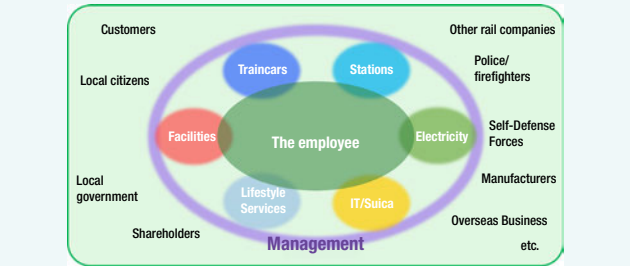 Customers
Other rail companies
Local citizens
Traincars
Stations
Police/
firefighters
Facilities
The employee
Electricity
Self-Defense
Forces
Local
government
Lifestyle
Services
IT/Suica
Manufacturers
Shareholders
Management
Overseas Business
etc.